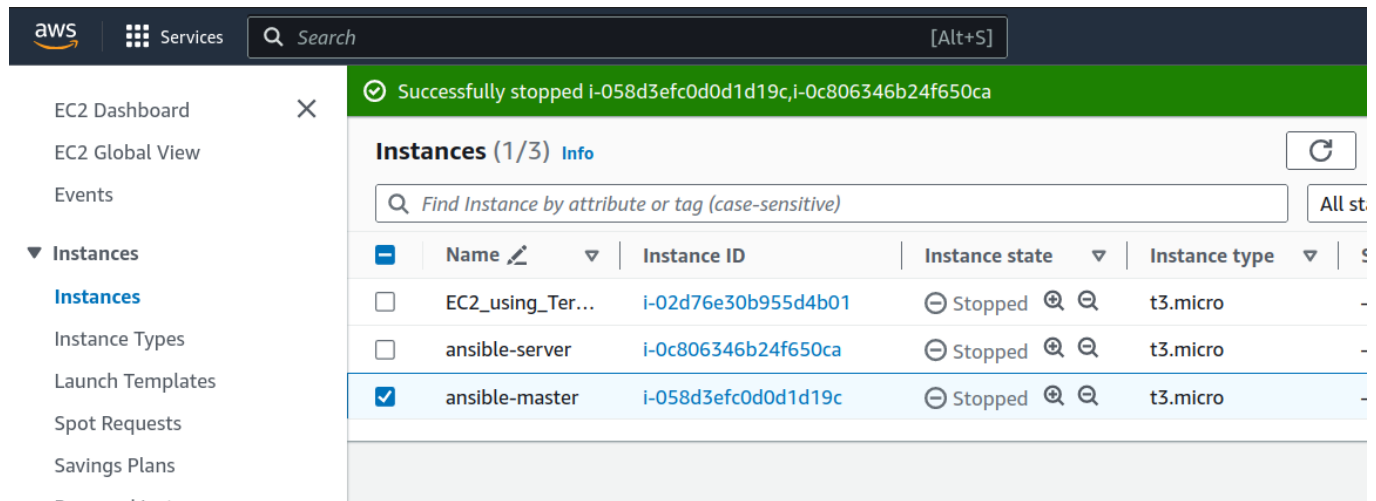 aws Services Search [Alt+S]
EC2 Dashboard
EC2 Global View
Events
Instances
Instances
Instance Types
Launch Templates
Spot Requests
Savings Plans
Successfully stopped i-058d3efc0d0d1d19c,i-0c806346b24f650ca
Instances (1/3) Info
Find Instance by attribute or tag (case-sensitive) All st
Name Instance ID Instance state Instance type
EC2_using_Ter... i-02d76e30b955d4b01 Stopped t3.micro -
ansible-server i-0c806346b24f650ca Stopped t3.micro -
ansible-master i-058d3efc0d0d1d19c Stopped t3.micro -